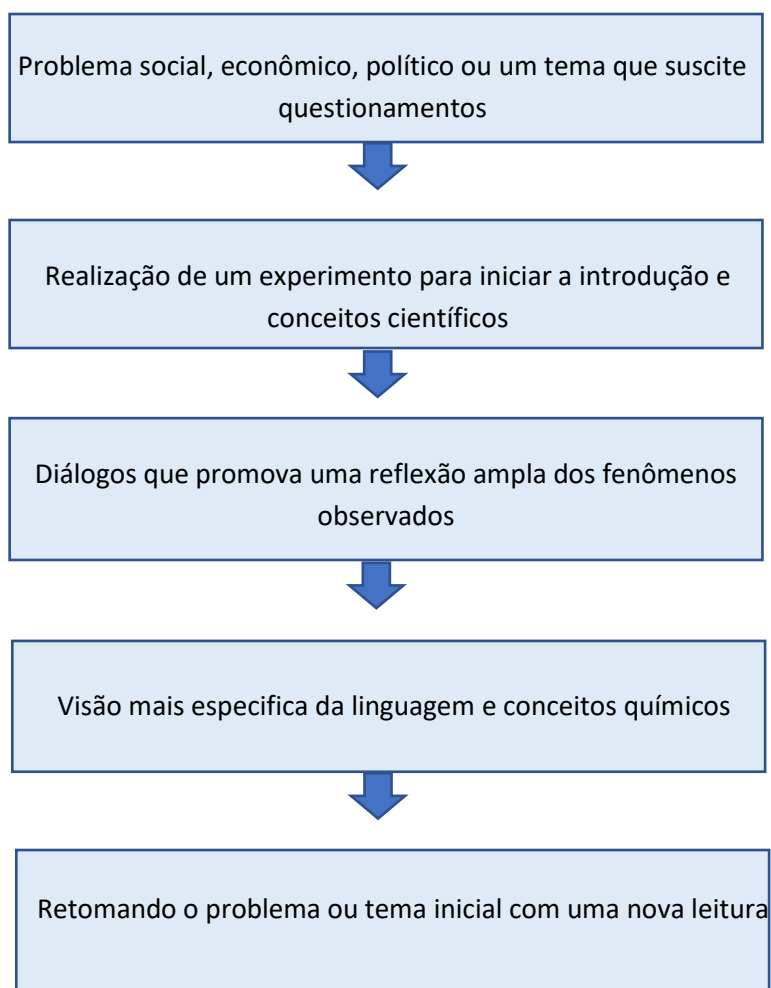 Problema social, econômico, político ou um tema que suscite
questionamentos
Realização de um experimento para iniciar a introdução e
conceitos científicos
Diálogos que promova uma reflexão ampla dos fenômenos
observados
Visão mais especifica da linguagem e conceitos químicos
Retomando o problema ou tema inicial com uma nova leitura